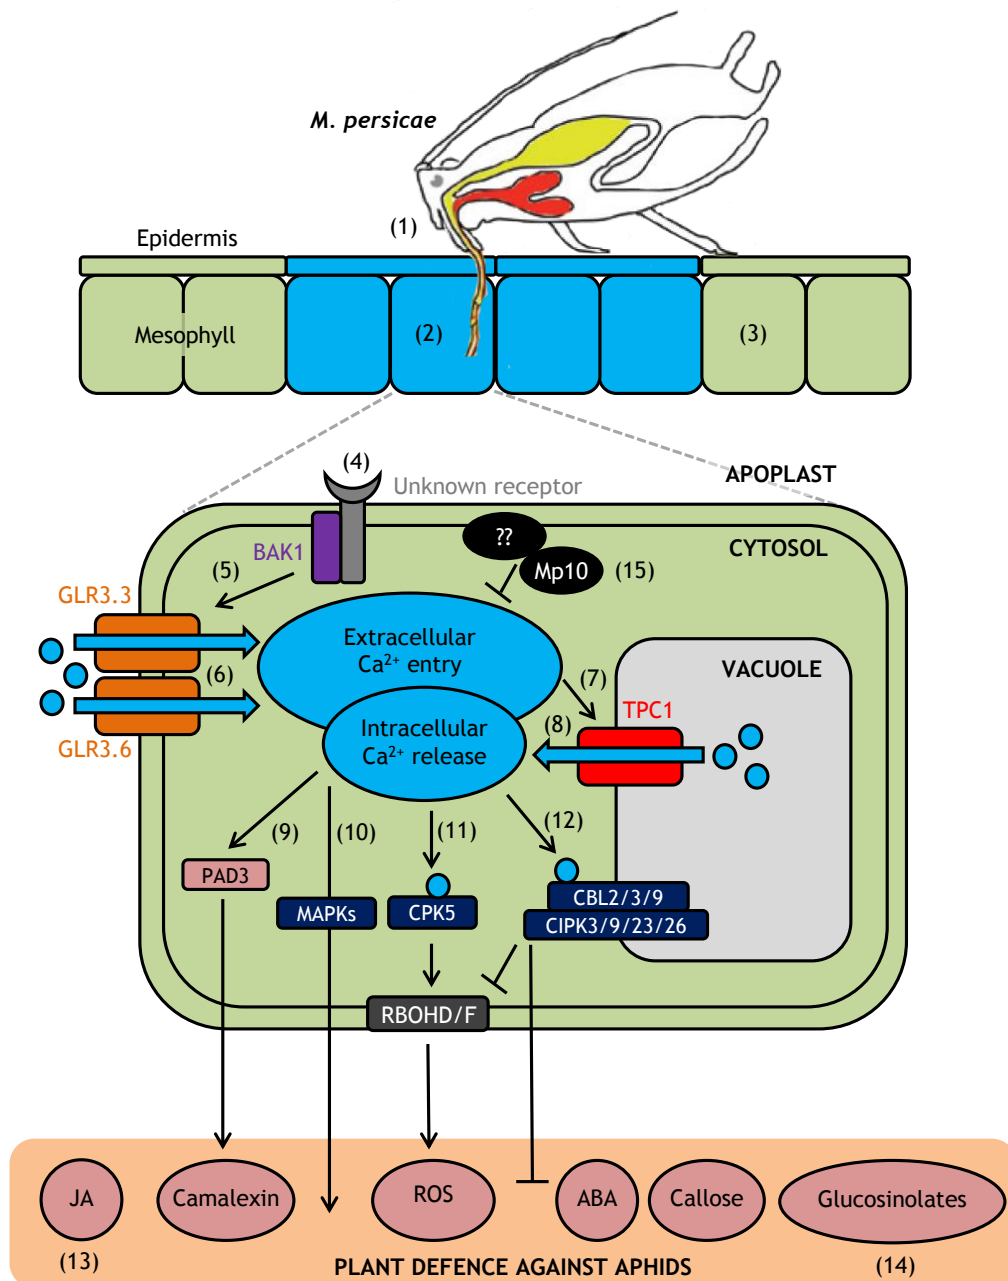 M. persicae
(1)
Epidermis
Mesophyll
(2)
(3)
(4)
APOPLAST
Unknown receptor
??
CYTOSOL
BAK1
Mp10
(15)
(5)
GLR3.3
Extracellular
Ca²⁺ entry
(6)
VACUOLE
(7)
TPC1
GLR3.6
Intracellular
Ca²⁺ release
(8)
(9)
(10)
(11)
(12)
PAD3
CBL2/3/9
MAPKs
CPK5
CIPK3/9/23/26
RBOHD/F
JA
Camalexin
ROS
ABA
Callose
Glucosinolates
(13)
PLANT DEFENCE AGAINST APHIDS
(14)